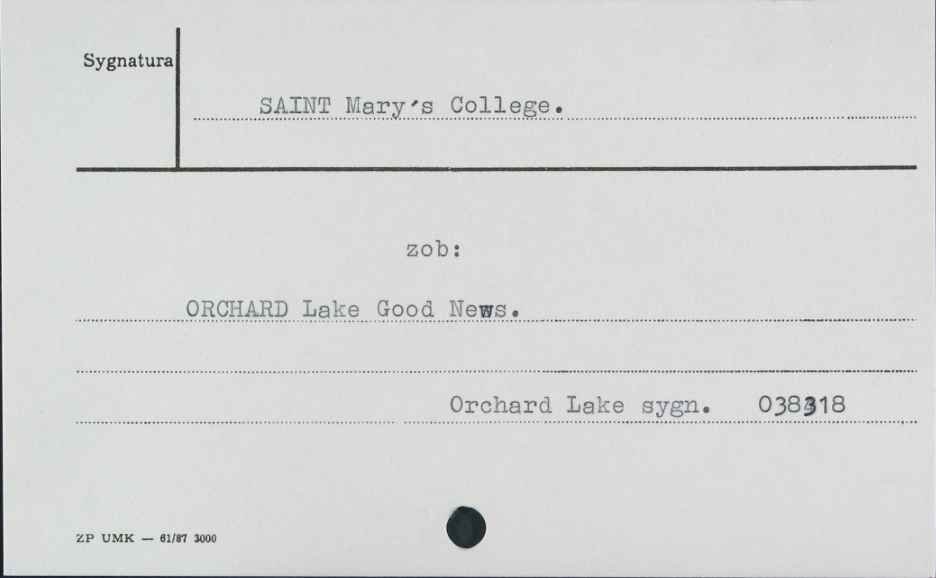 Sygnatura
SAINT Mary's College.
zob:
ORCHARD Lake Good News.
Orchard Lake sygn. 038318
ZP UMK — 61/87 3000